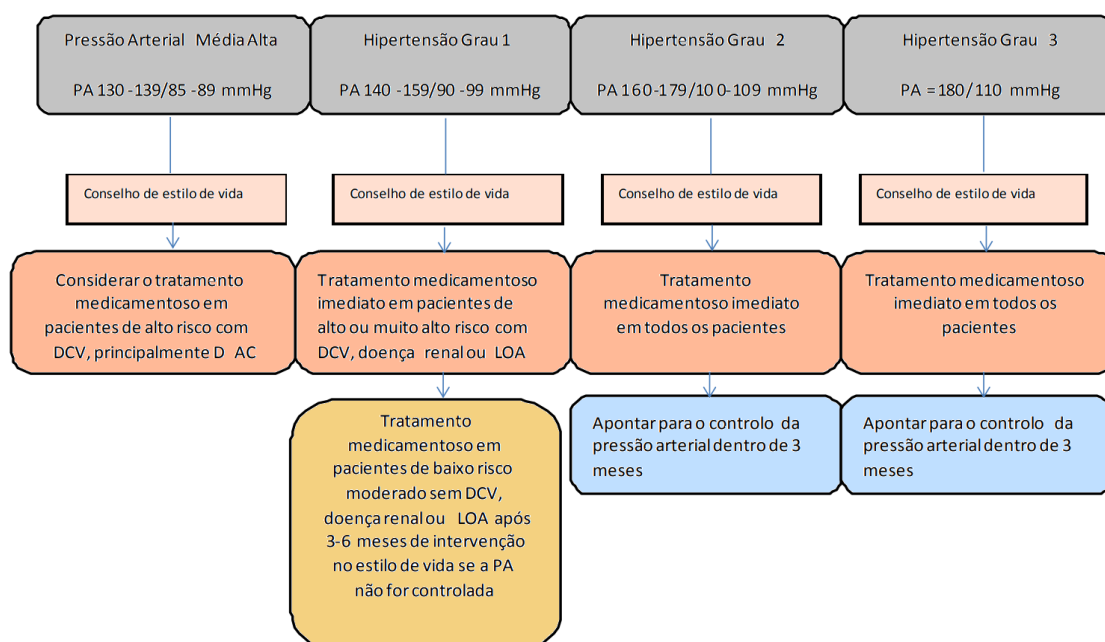 Pressão Arterial Média Alta
PA 130 -139/85 -89 mmHg
Hipertensão Grau 1
PA 140 -159/90 -99 mmHg
Hipertensão Grau 2
PA 160-179/100-109 mmHg
Hipertensão Grau 3
PA =180/110 mmHg
Conselho de estilo de vida
Conselho de estilo de vida
Conselho de estilo de vida
Conselho de estilo de vida
Considerar o tratamento
medicamentoso em
pacientes de alto risco com
DCV, principalmente D AC
Tratamento medicamentoso
imediato em pacientes de
alto ou muito alto risco com
DCV, doença renal ou LOA
Tratamento
medicamentoso imediato
em todos os pacientes
Tratamento medicamentoso
imediato em todos os
pacientes
Tratamento
medicamentoso em
pacientes de baixo risco
moderado sem DCV,
doença renal ou LOA após
3-6 meses de intervenção
no estilo de vida se a PA
não for controlada
Apontar para o controlo da
pressão arterial dentro de 3
meses
Apontar para o controlo da
pressão arterial dentro de 3
meses